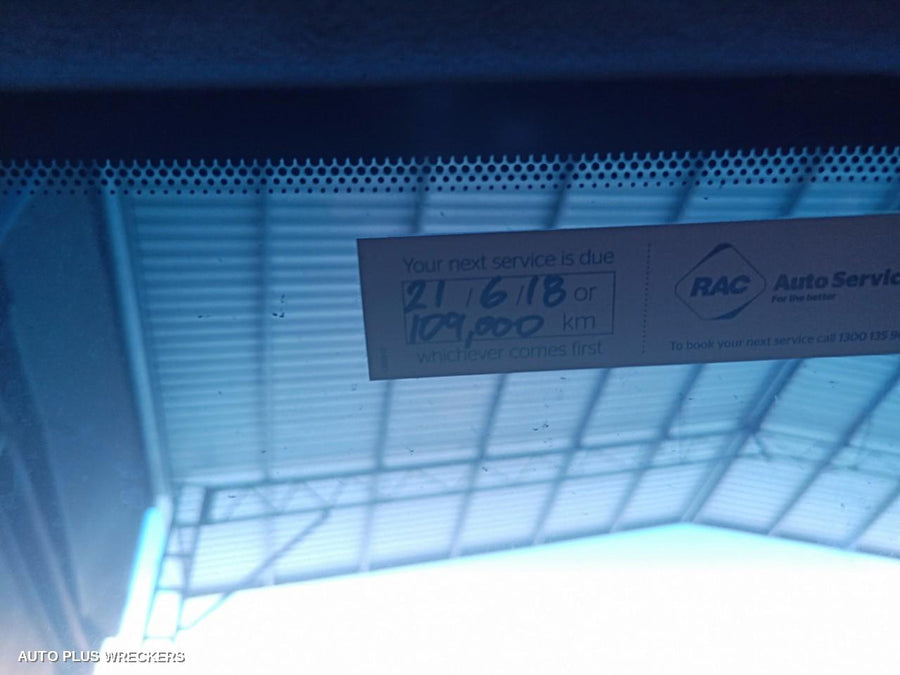 Your next service is due
21 / 6 / 18 or
109,000 km
whichever comes first
RAC
Auto Servic
For the better
To book your next service call 1300 135
AUTO PLUS WRECKERS